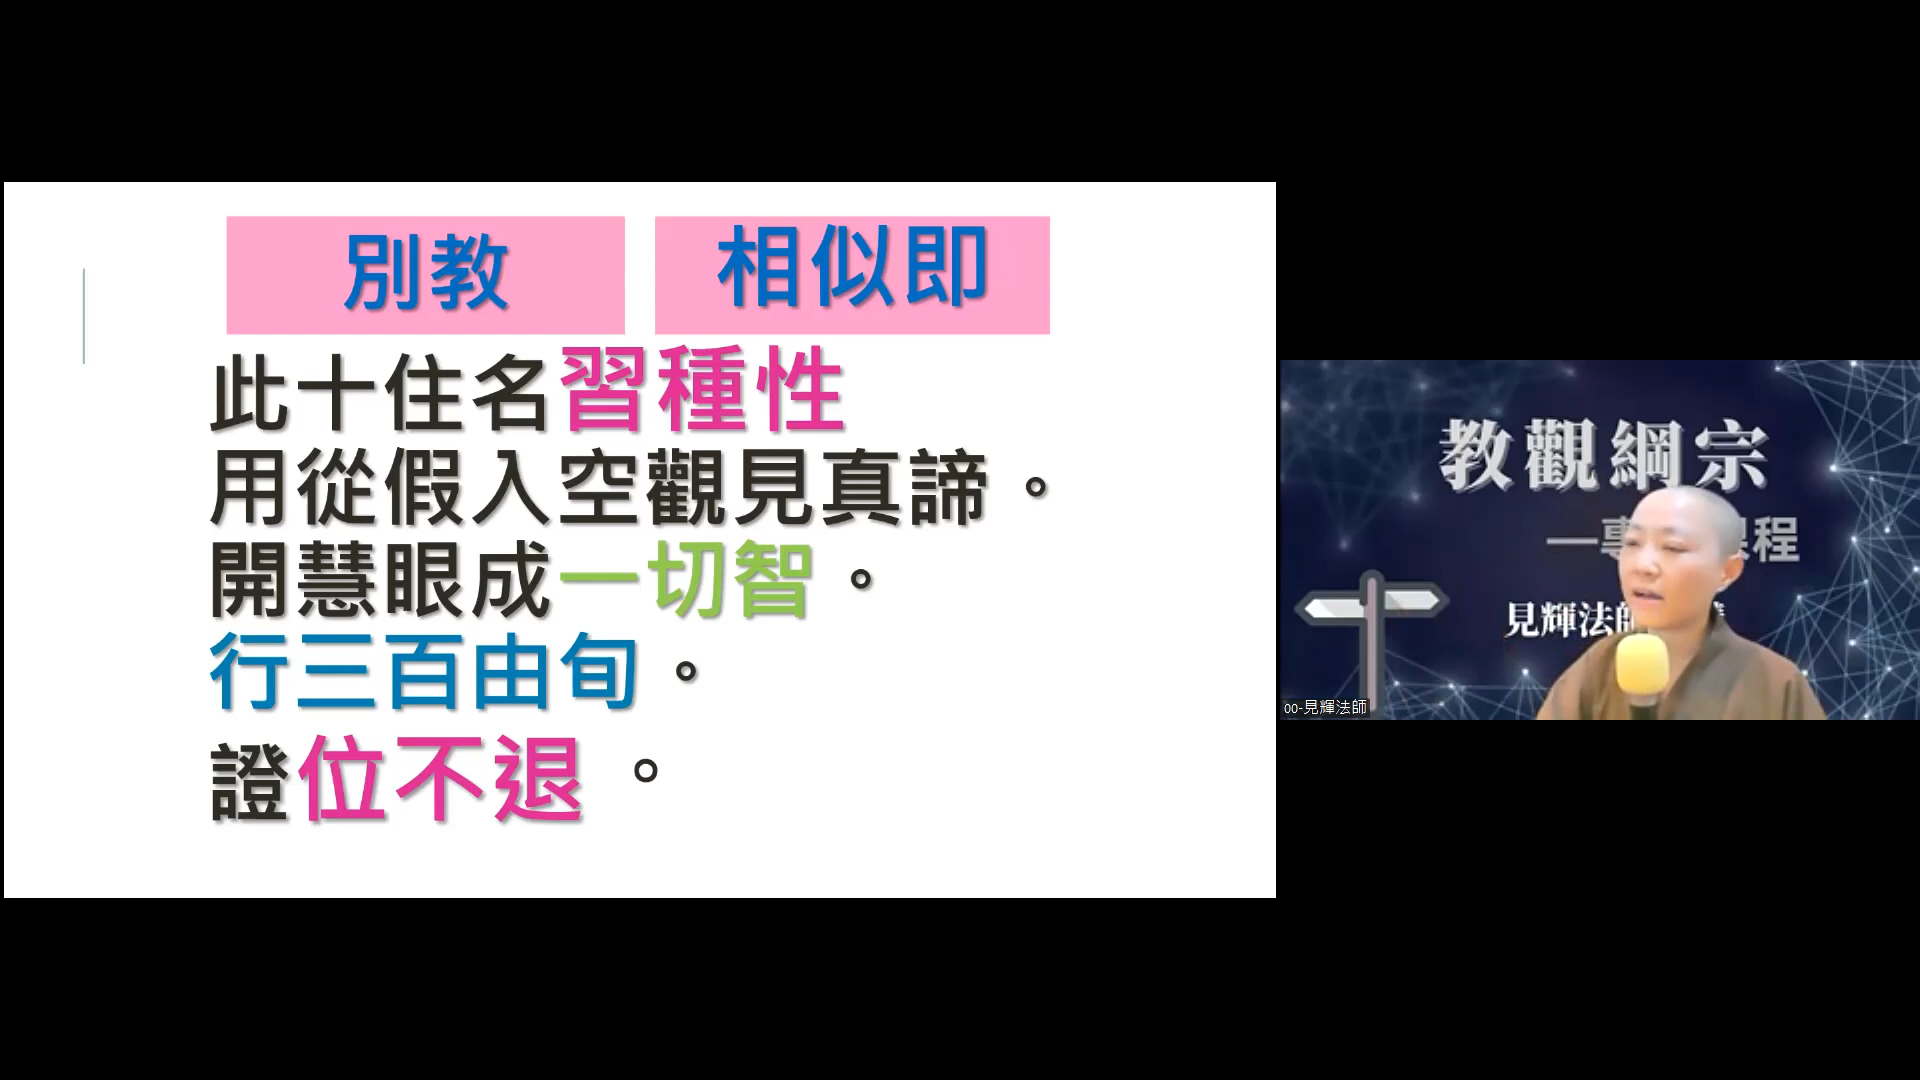 別教
相似即
此十住名習種性
用從假入空觀見真諦。
開慧眼成一切智。
行三百由旬。
證位不退。
教觀綱宗
程
見輝法
00-見輝法師